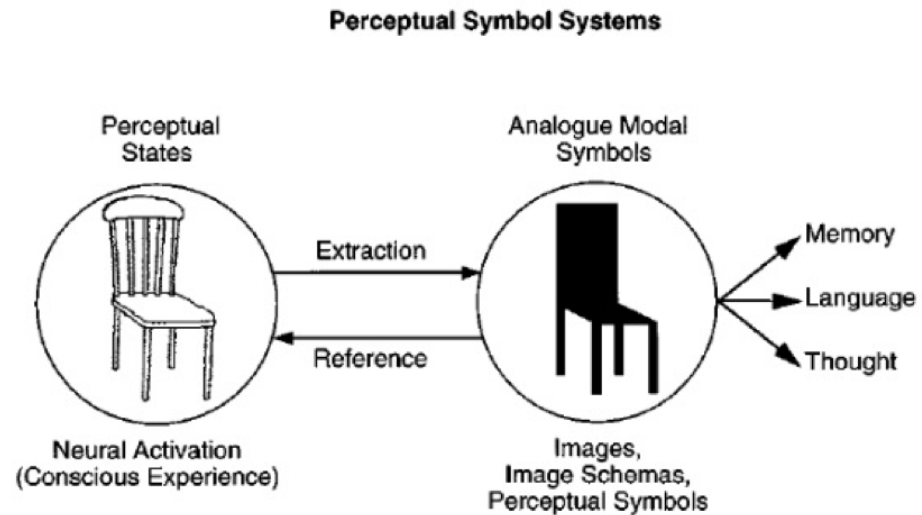 Perceptual Symbol Systems
Perceptual
States
Analogue Modal
Symbols
Extraction
Reference
Memory
Language
Thought
Neural Activation
(Conscious Experience)
Images,
Image Schemas,
Perceptual Symbols